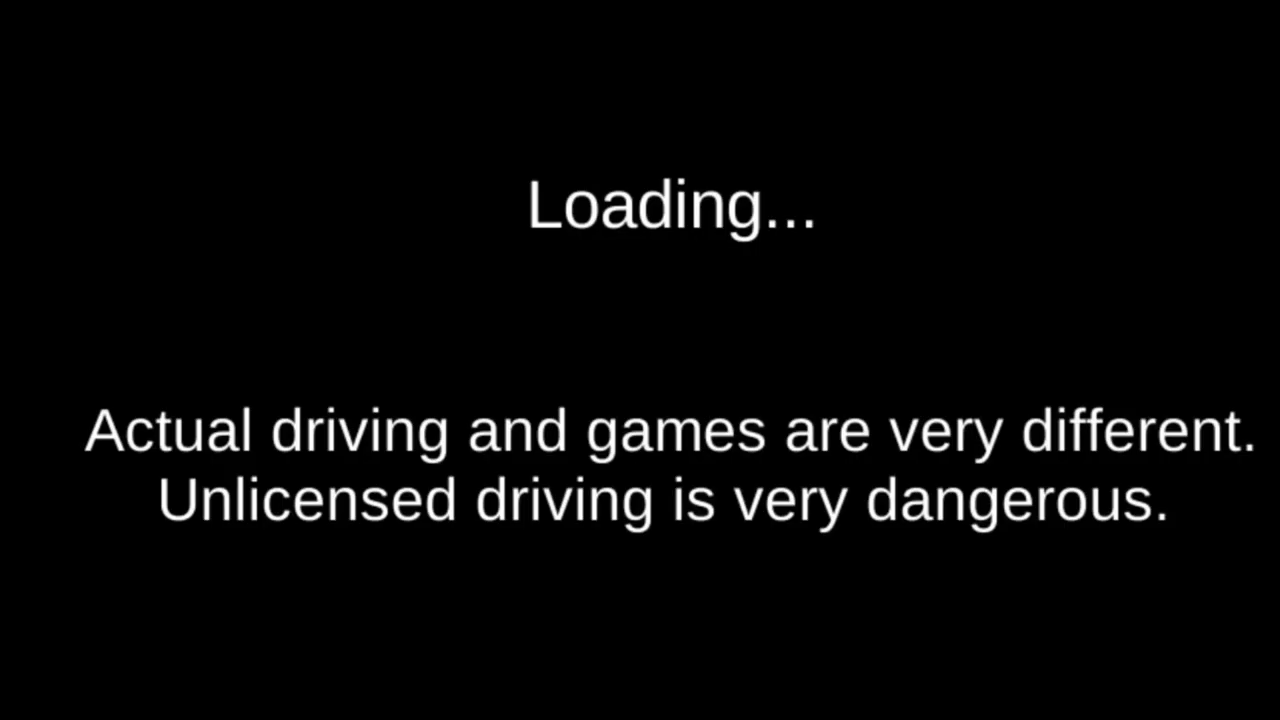 Loading...
Actual driving and games are very different.
Unlicensed driving is very dangerous.